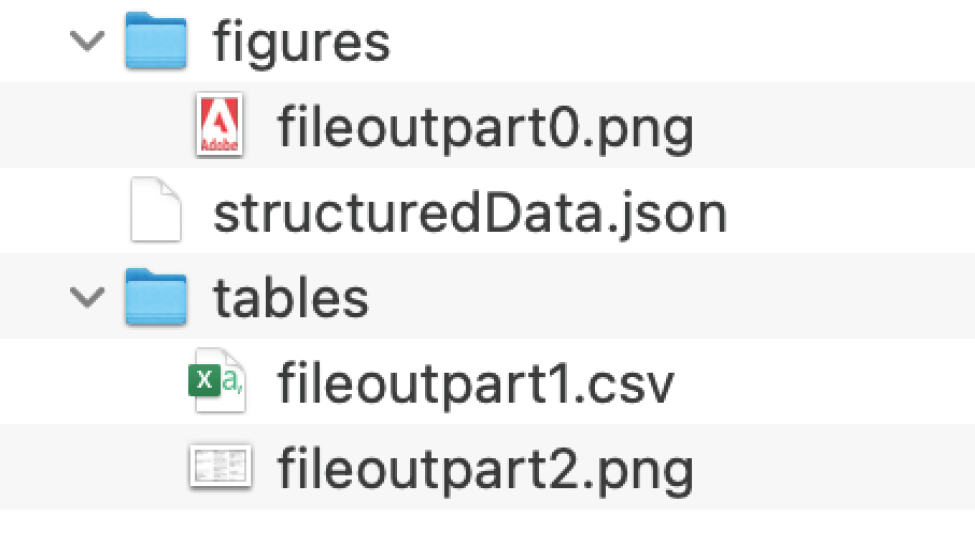 figures
Adobe
fileoutpart0.png
structuredData.json
tables
X a,
fileoutpart1.csv
fileoutpart2.png